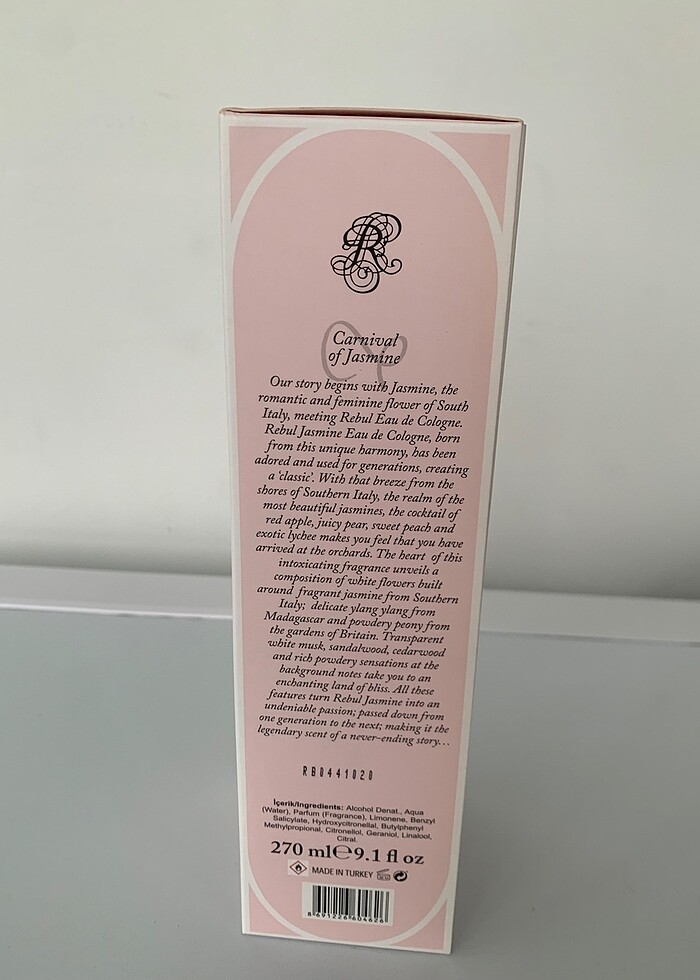 R
Carnival
of Jasmine
Our story begins with Jasmine, the
romantic and feminine flower of South
Italy, meeting Rebul Eau de Cologne.
Rebul Jasmine Eau de Cologne, born
from this unique harmony, has been
adored and used for generations, creating
a 'classic'. With that breeze from the
shores of Southern Italy, the realm of the
most beautiful jasmines, the cocktail of
red apple, juicy pear, sweet peach and
exotic lychee makes you feel that you have
arrived at the orchards. The heart of this
intoxicating fragrance unveils a
composition of white flowers built
around fragrant jasmine from Southern
Italy; delicate ylang ylang from
Madagascar and powdery peony from
the gardens of Britain. Transparent
white musk, sandalwood, cedarwood
and rich powdery sensations at the
background notes take you to an
enchanting land of bliss. All these
features turn Rebul Jasmine into an
undeniable passion; passed down from
one generation to the next; making it the
legendary scent of a never-ending story...
RB0441020
İçerik/Ingredients: Alcohol Denat., Aqua
(Water), Parfum (Fragrance), Limonene, Benzyl
Salicylate, Hydroxycitronellal, Butylphenyl
Methylpropional, Citronellol, Geraniol, Linalool,
Citral.
270 ml℮9.1 fl oz
MADE IN TURKEY
8 691226 604626